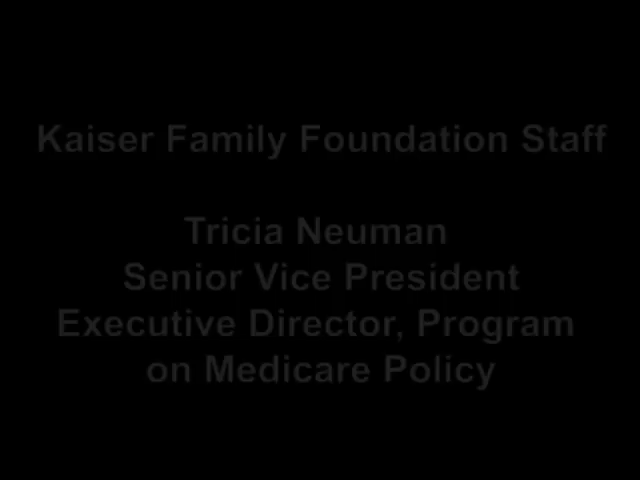 Kaiser Family Foundation Staff
Tricia Neuman
Senior Vice President
Executive Director, Program
on Medicare Policy